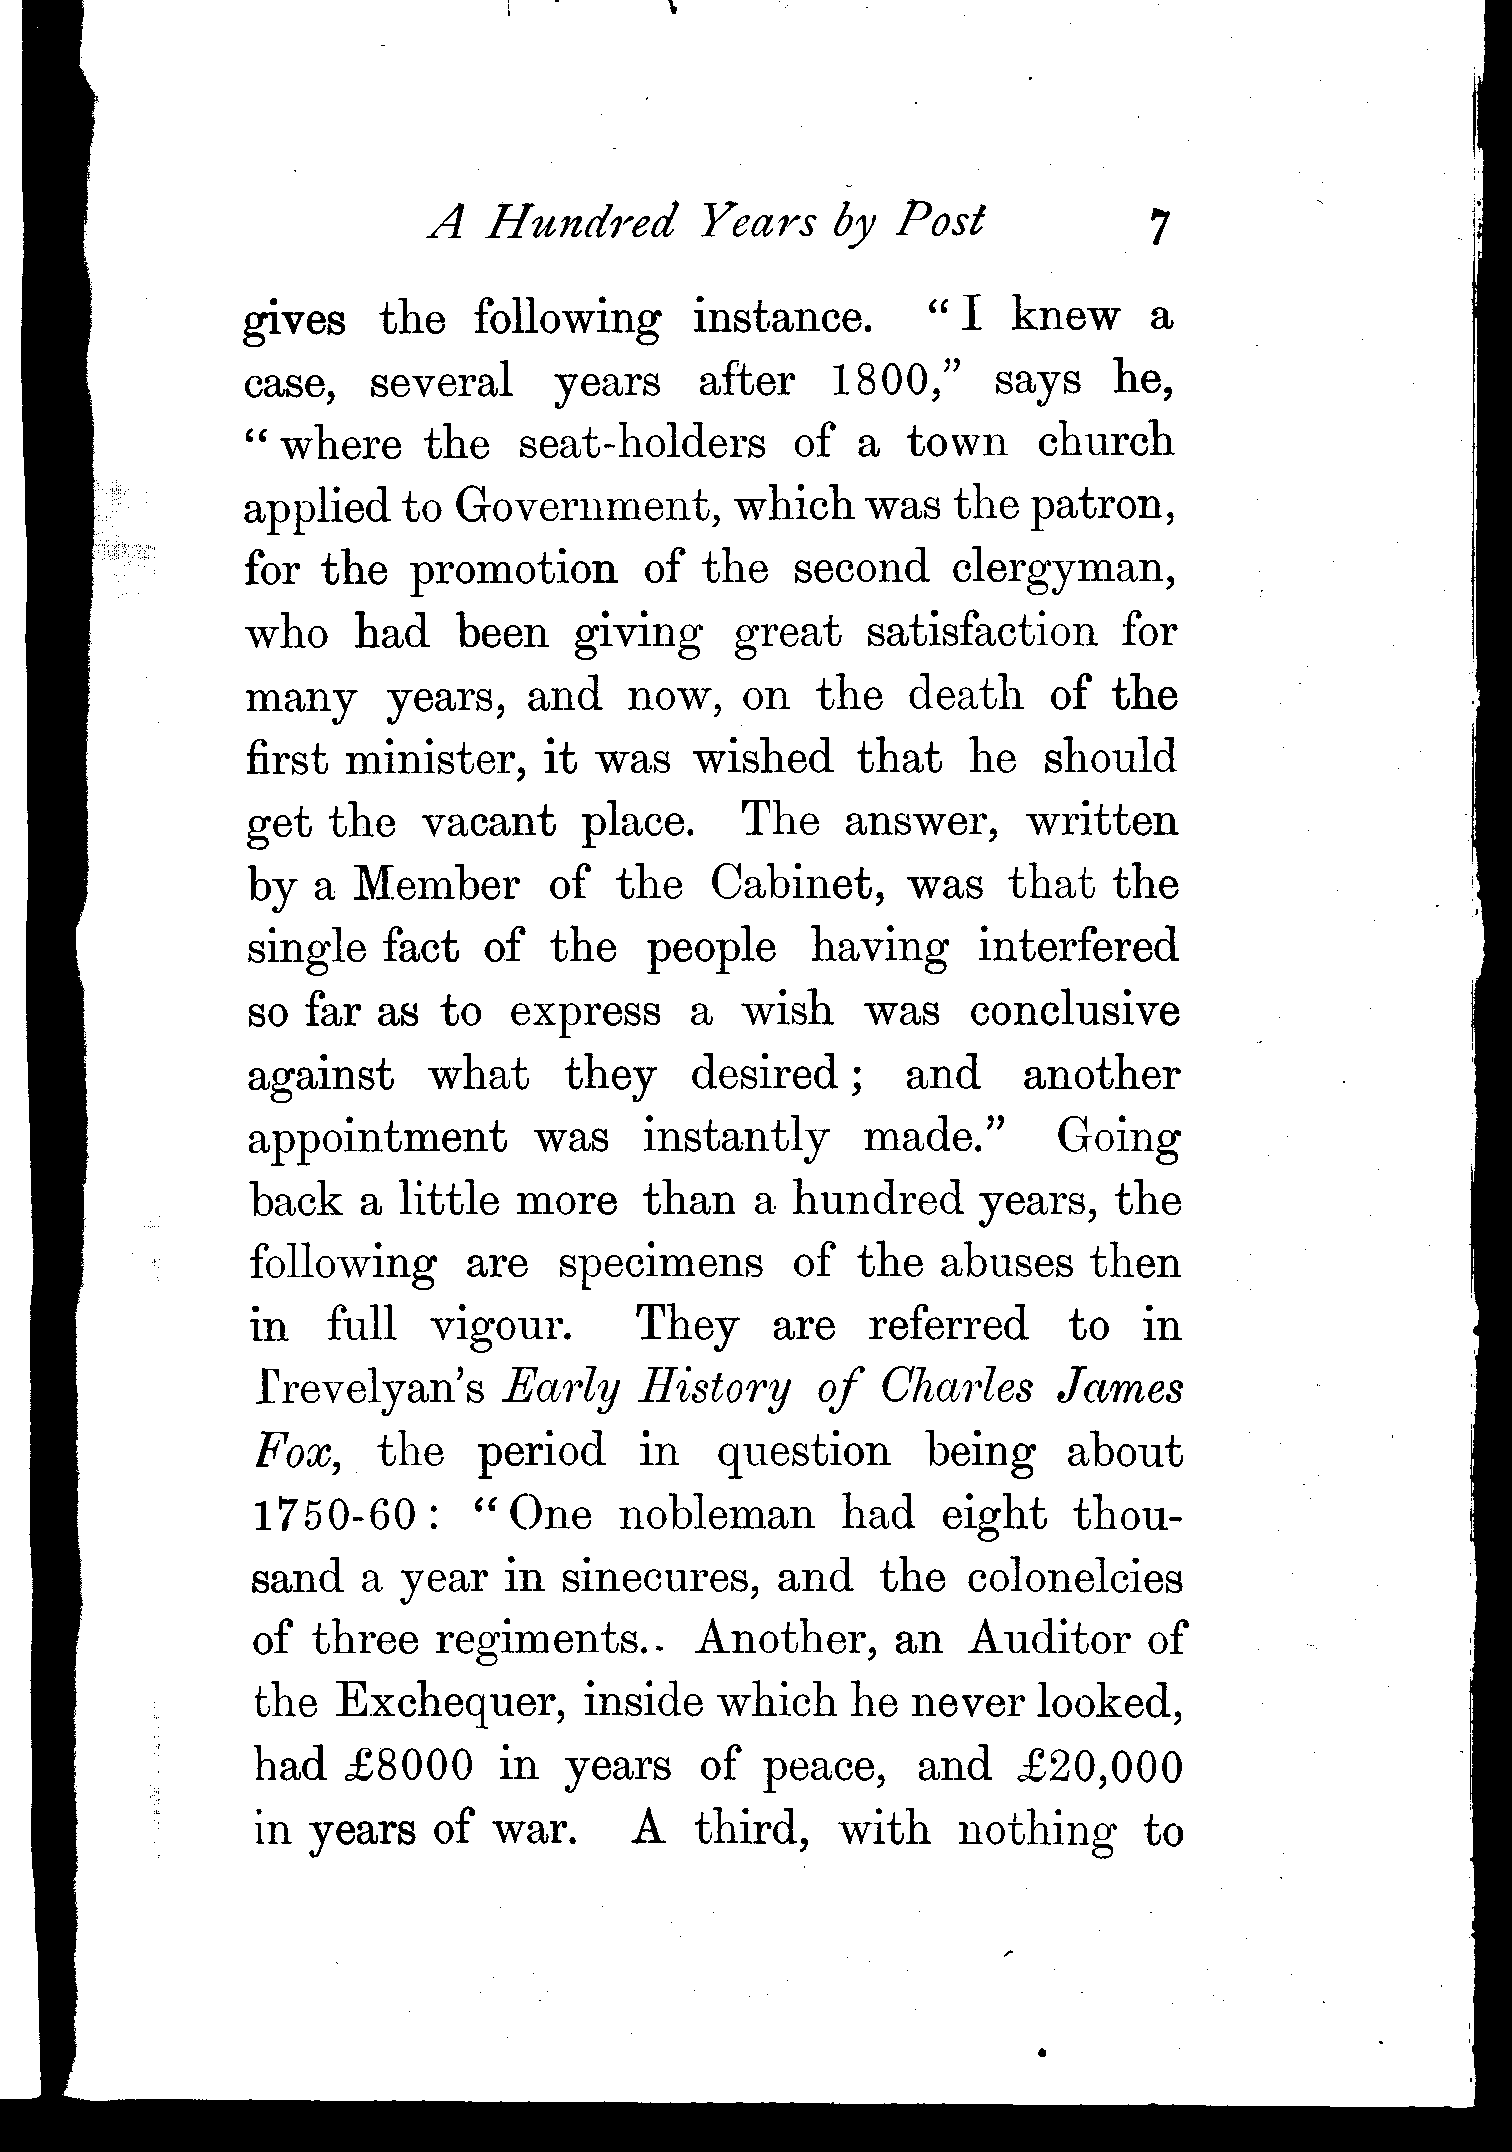 A Hundred Years by Post 7
gives the following instance. "I knew a
case, several years after 1800," says he,
"where the seat-holders of a town church
applied to Government, which was the patron,
for the promotion of the second clergyman,
who had been giving great satisfaction for
many years, and now, on the death of the
first minister, it was wished that he should
get the vacant place. The answer, written
by a Member of the Cabinet, was that the
single fact of the people having interfered
so far as to express a wish was conclusive
against what they desired; and another
appointment was instantly made." Going
back a little more than a hundred years, the
following are specimens of the abuses then
in full vigour. They are referred to in
Trevelyan's Early History of Charles James
Fox, the period in question being about
1750-60: "One nobleman had eight thou-
sand a year in sinecures, and the colonelcies
of three regiments.. Another, an Auditor of
the Exchequer, inside which he never looked,
had £8000 in years of peace, and £20,000
in years of war. A third, with nothing to